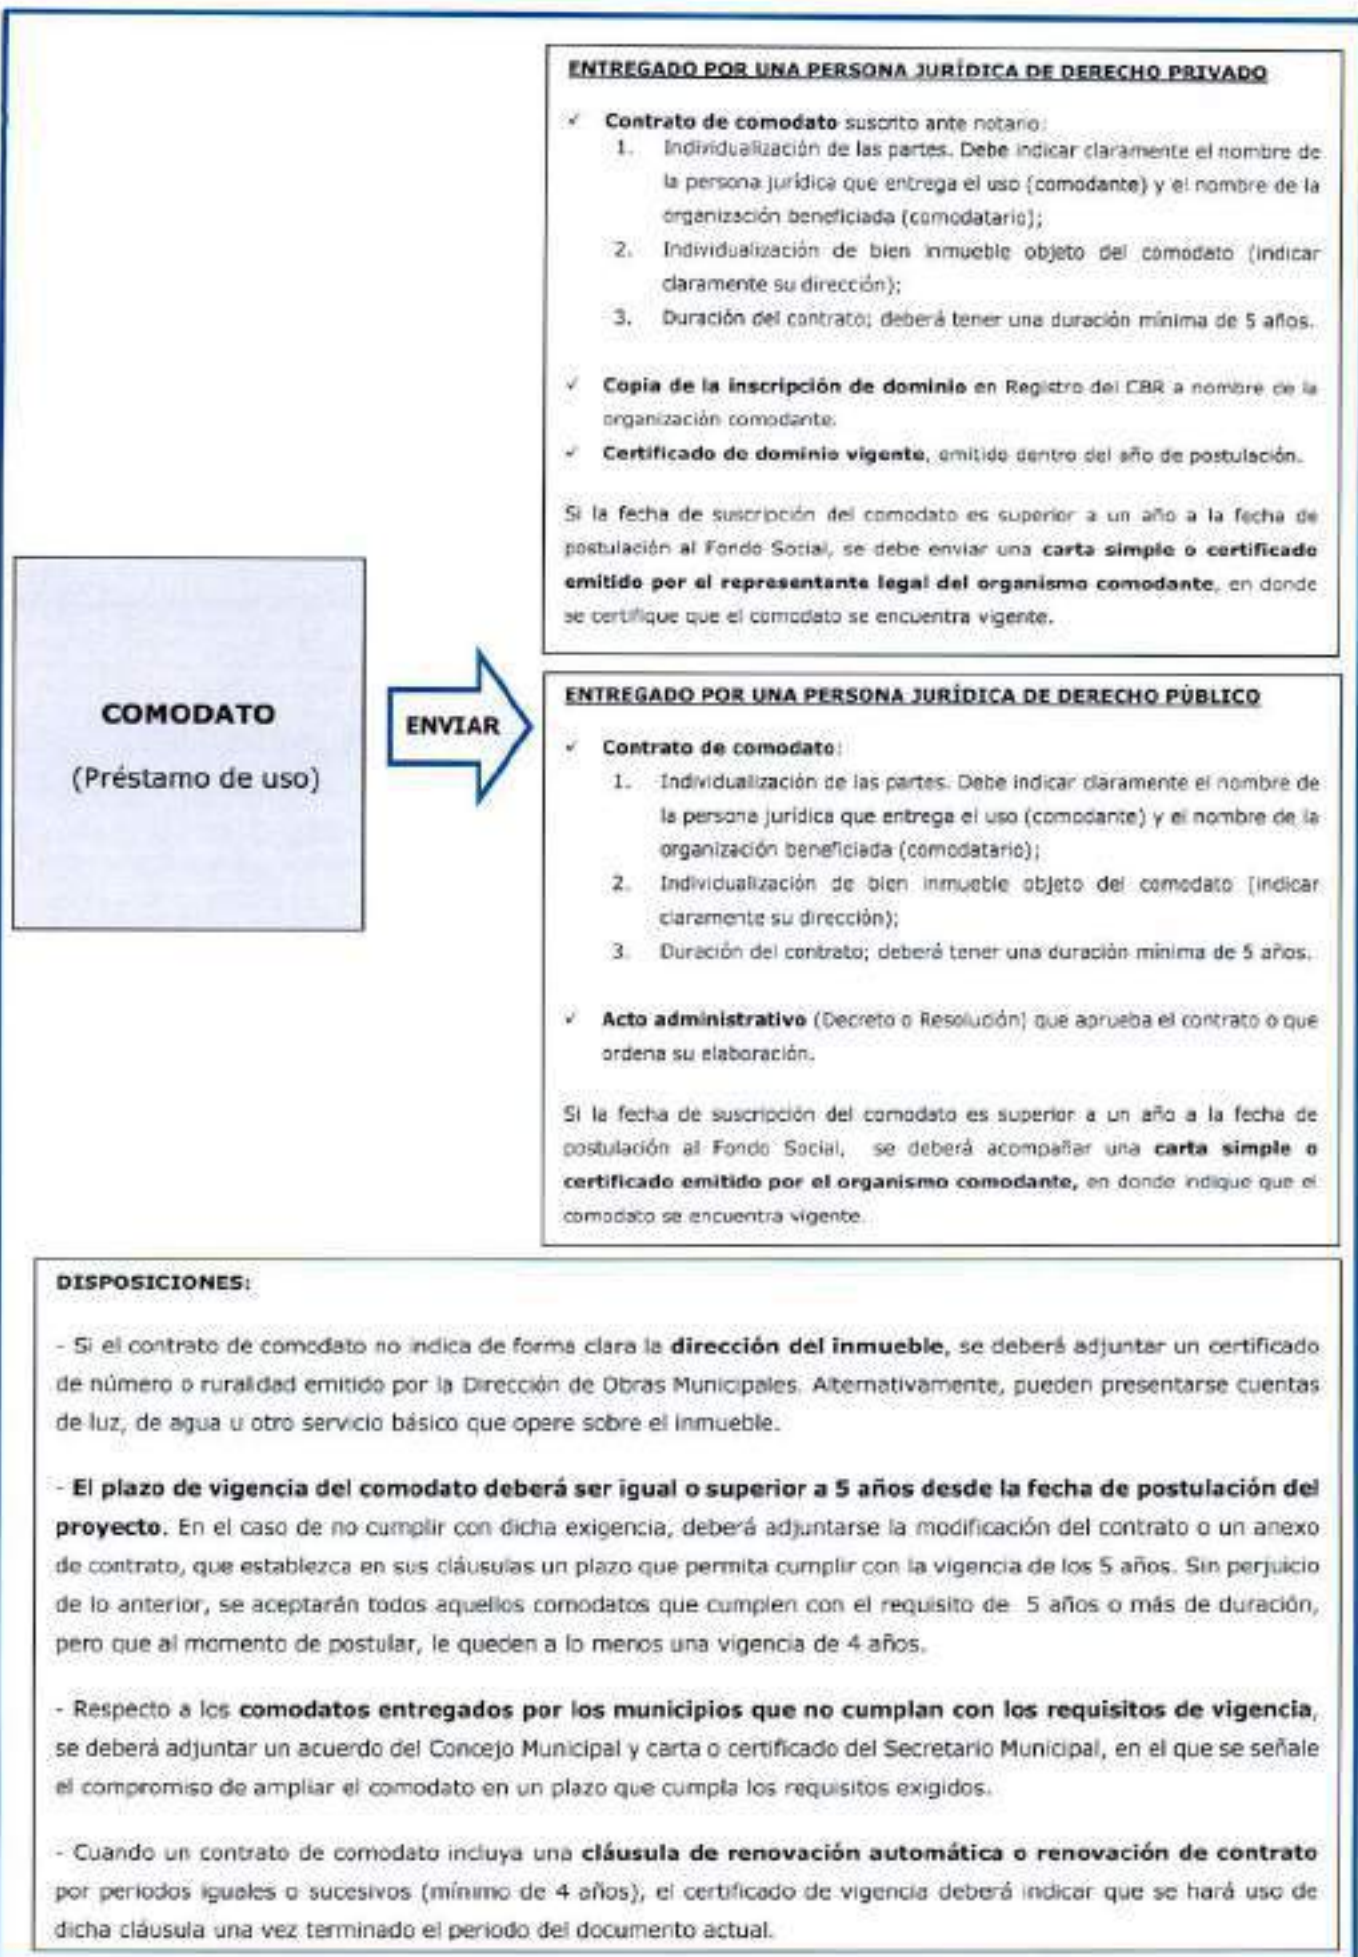 ENTREGADO POR UNA PERSONA JURÍDICA DE DERECHO PRIVADO
✓ Contrato de comodato suscrito ante notario:
1. Individualización de las partes. Debe indicar claramente el nombre de
la persona jurídica que entrega el uso (comodante) y el nombre de la
organización beneficiada (comodatario);
2. Individualización de bien inmueble objeto del comodato (indicar
claramente su dirección);
3. Duración del contrato; deberá tener una duración mínima de 5 años.
✓ Copia de la inscripción de dominio en Registro del CBR a nombre de la
organización comodante.
✓ Certificado de dominio vigente, emitido dentro del año de postulación.
Si la fecha de suscripción del comodato es superior a un año a la fecha de
postulación al Fondo Social, se debe enviar una carta simple o certificado
emitido por el representante legal del organismo comodante, en donde
se certifique que el comodato se encuentra vigente.
COMODATO
(Préstamo de uso)
ENVIAR
ENTREGADO POR UNA PERSONA JURÍDICA DE DERECHO PÚBLICO
✓ Contrato de comodato:
1. Individualización de las partes. Debe indicar claramente el nombre de
la persona jurídica que entrega el uso (comodante) y el nombre de la
organización beneficiada (comodatario);
2. Individualización de bien inmueble objeto del comodato (indicar
claramente su dirección);
3. Duración del contrato; deberá tener una duración mínima de 5 años.
✓ Acto administrativo (Decreto o Resolución) que aprueba el contrato o que
ordena su elaboración.
Si la fecha de suscripción del comodato es superior a un año a la fecha de
postulación al Fondo Social, se deberá acompañar una carta simple o
certificado emitido por el organismo comodante, en donde indique que el
comodato se encuentra vigente.
DISPOSICIONES:
- Si el contrato de comodato no indica de forma clara la dirección del inmueble, se deberá adjuntar un certificado
de número o ruralidad emitido por la Dirección de Obras Municipales. Alternativamente, pueden presentarse cuentas
de luz, de agua u otro servicio básico que opere sobre el inmueble.
- El plazo de vigencia del comodato deberá ser igual o superior a 5 años desde la fecha de postulación del
proyecto. En el caso de no cumplir con dicha exigencia, deberá adjuntarse la modificación del contrato o un anexo
de contrato, que establezca en sus cláusulas un plazo que permita cumplir con la vigencia de los 5 años. Sin perjuicio
de lo anterior, se aceptarán todos aquellos comodatos que cumplen con el requisito de 5 años o más de duración,
pero que al momento de postular, le queden a lo menos una vigencia de 4 años.
- Respecto a los comodatos entregados por los municipios que no cumplan con los requisitos de vigencia,
se deberá adjuntar un acuerdo del Concejo Municipal y carta o certificado del Secretario Municipal, en el que se señale
el compromiso de ampliar el comodato en un plazo que cumpla los requisitos exigidos.
- Cuando un contrato de comodato incluya una cláusula de renovación automática o renovación de contrato
por periodos iguales o sucesivos (mínimo de 4 años), el certificado de vigencia deberá indicar que se hará uso de
dicha cláusula una vez terminado el periodo del documento actual.